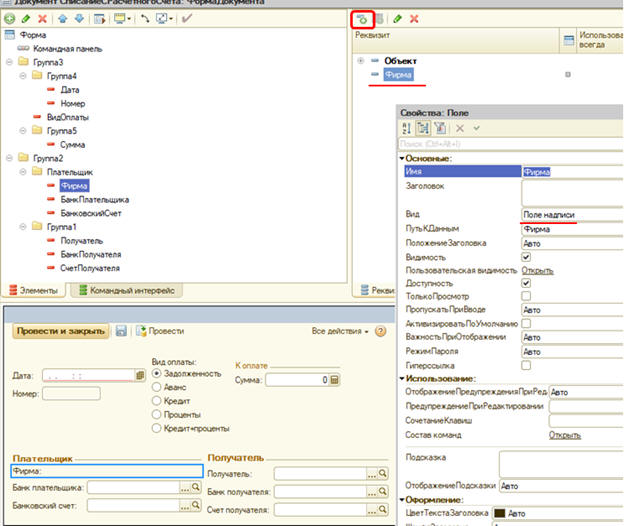 Документ СписаниеСРасчетногоСчета: ФормаДокумента
Форма
Командная панель
Группа3
Группа4
Дата
Номер
ВидОплаты
Группа5
Сумма
Группа2
Плательщик
Фирма
БанкПлательщика
БанковскийСчет
Группа1
Получатель
БанкПолучателя
СчетПолучателя
Элементы
Командный интерфейс
Реквизит
Использова
всегда
Объект
Фирма
Рекви
Свойства: Поле
Поиск (Ctrl+Alt+I)
Основные:
Имя Фирма
Заголовок
Вид Поле надписи
ПутьКДанным Фирма
ПоложениеЗаголовка Авто
Видимость
Пользовательская видимость Открыть
Доступность
ТолькоПросмотр
ПропускатьПриВводе Авто
АктивизироватьПоУмолчанию
ВажностьПриОтображении Авто
РежимПароля Авто
Гиперссылка
Использование:
ОтображениеПредупрежденияПриРед Авто
ПредупреждениеПриРедактировании
СочетаниеКлавиш
Состав команд Открыть
Подсказка
ОтображениеПодсказки Авто
Оформление:
ЦветТекстаЗаголовка Авто
Провести и закрыть Провести Все действия
Дата: . . : :
Номер:
Вид оплаты:
Задолженность
Аванс
Кредит
Проценты
Кредит+проценты
К оплате
Сумма: 0
Плательщик
Фирма:
Банк плательщика:
Банковский счет:
Получатель
Получатель:
Банк получателя:
Счет получателя: